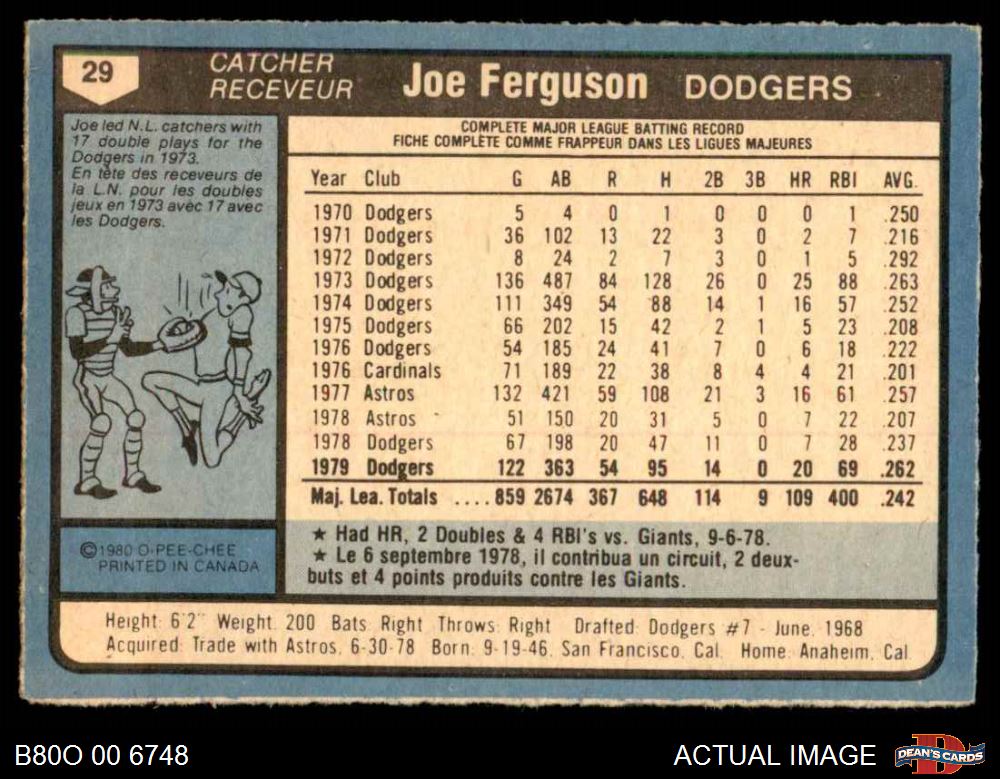 29
CATCHER
RECEVEUR
Joe Ferguson DODGERS
Joe led N.L. catchers with
17 double plays for the
Dodgers in 1973.
En tête des receveurs de
la L.N. pour les doubles
jeux en 1973 avec 17 avec
les Dodgers.
COMPLETE MAJOR LEAGUE BATTING RECORD
FICHE COMPLÈTE COMME FRAPPEUR DANS LES LIGUES MAJEURES
Year Club G AB R H 2B 3B HR RBI AVG.
1970 Dodgers 5 4 0 1 0 0 0 1 .250
1971 Dodgers 36 102 13 22 3 0 2 7 .216
1972 Dodgers 8 24 2 7 3 0 1 5 .292
1973 Dodgers 136 487 84 128 26 0 25 88 .263
1974 Dodgers 111 349 54 88 14 1 16 57 .252
1975 Dodgers 66 202 15 42 2 1 5 23 .208
1976 Dodgers 54 185 24 41 7 0 6 18 .222
1976 Cardinals 71 189 22 38 8 4 4 21 .201
1977 Astros 132 421 59 108 21 3 16 61 .257
1978 Astros 51 150 20 31 5 0 7 22 .207
1978 Dodgers 67 198 20 47 11 0 7 28 .237
1979 Dodgers 122 363 54 95 14 0 20 69 .262
Maj. Lea. Totals .... 859 2674 367 648 114 9 109 400 .242
★ Had HR, 2 Doubles & 4 RBI's vs. Giants, 9-6-78.
★ Le 6 septembre 1978, il contribua un circuit, 2 deux-
buts et 4 points produits contre les Giants.
©1980 O-PEE-CHEE
PRINTED IN CANADA
Height: 6'2" Weight: 200 Bats: Right Throws: Right Drafted: Dodgers #7 - June, 1968
Acquired: Trade with Astros, 6-30-78 Born: 9-19-46, San Francisco, Cal. Home: Anaheim, Cal.
B80O 00 6748
ACTUAL IMAGE
DEAN'S CARDS